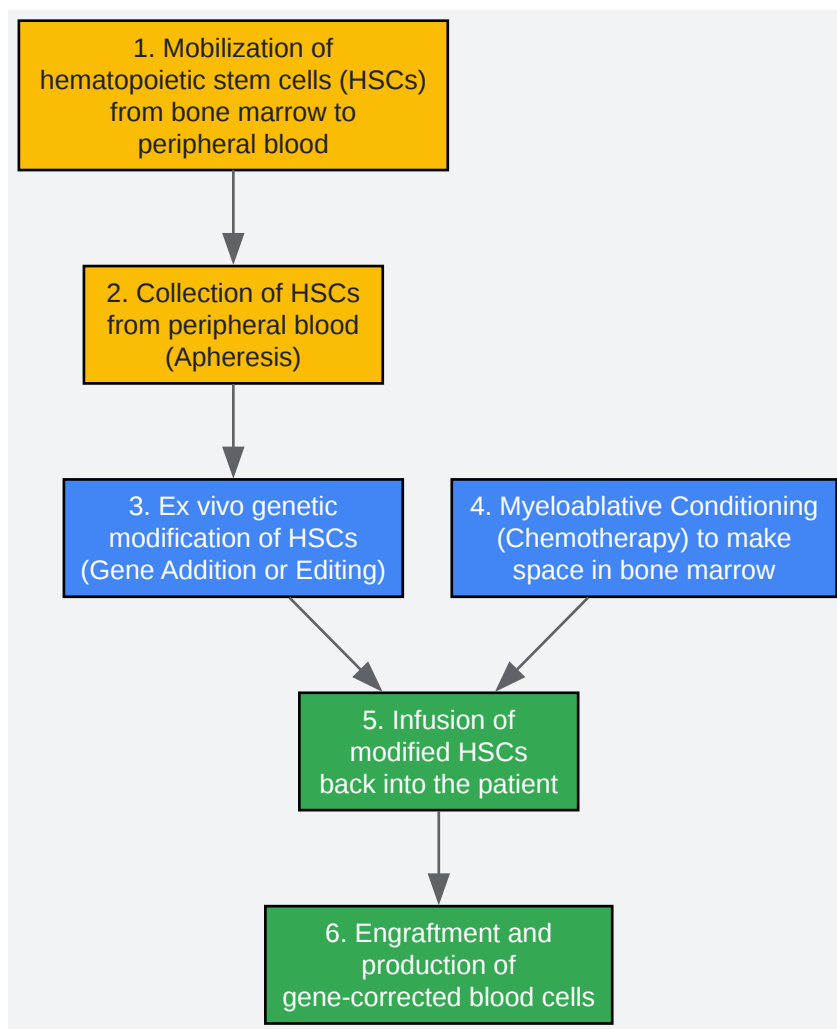 1. Mobilization of
hematopoietic stem cells (HSCs)
from bone marrow to
peripheral blood
2. Collection of HSCs
from peripheral blood
(Apheresis)
3. Ex vivo genetic
modification of HSCs
(Gene Addition or Editing)
4. Myeloablative Conditioning
(Chemotherapy) to make
space in bone marrow
5. Infusion of
modified HSCs
back into the patient
6. Engraftment and
production of
gene-corrected blood cells